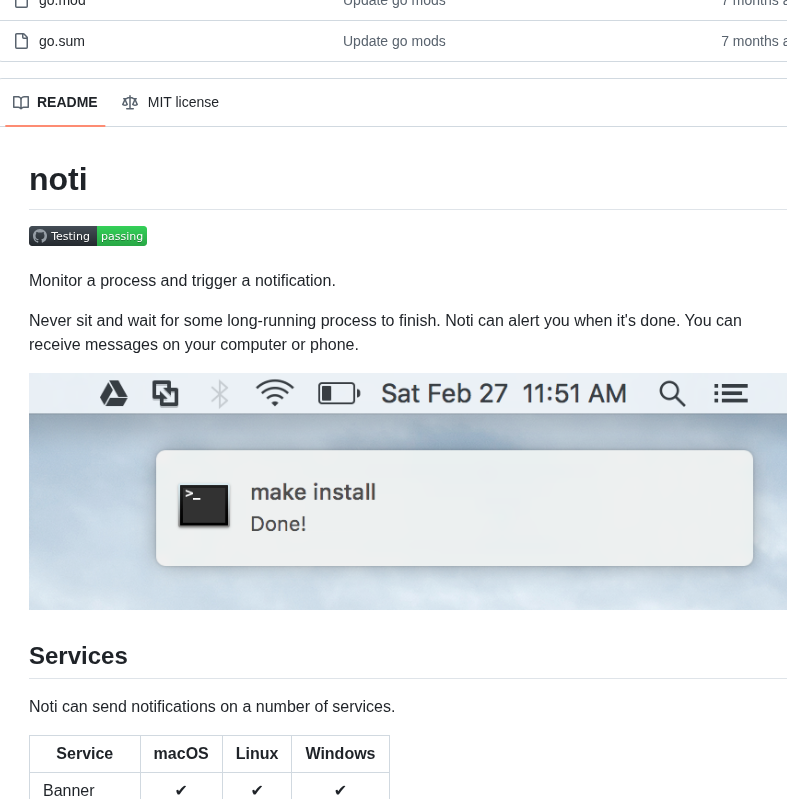 go.mod Update go mods 7 months a
go.sum Update go mods 7 months a
README MIT license
noti
Testing passing
Monitor a process and trigger a notification.
Never sit and wait for some long-running process to finish. Noti can alert you when it's done. You can
receive messages on your computer or phone.
Sat Feb 27 11:51 AM
>_
make install
Done!
Services
Noti can send notifications on a number of services.
Service macOS Linux Windows
Banner ✔ ✔ ✔